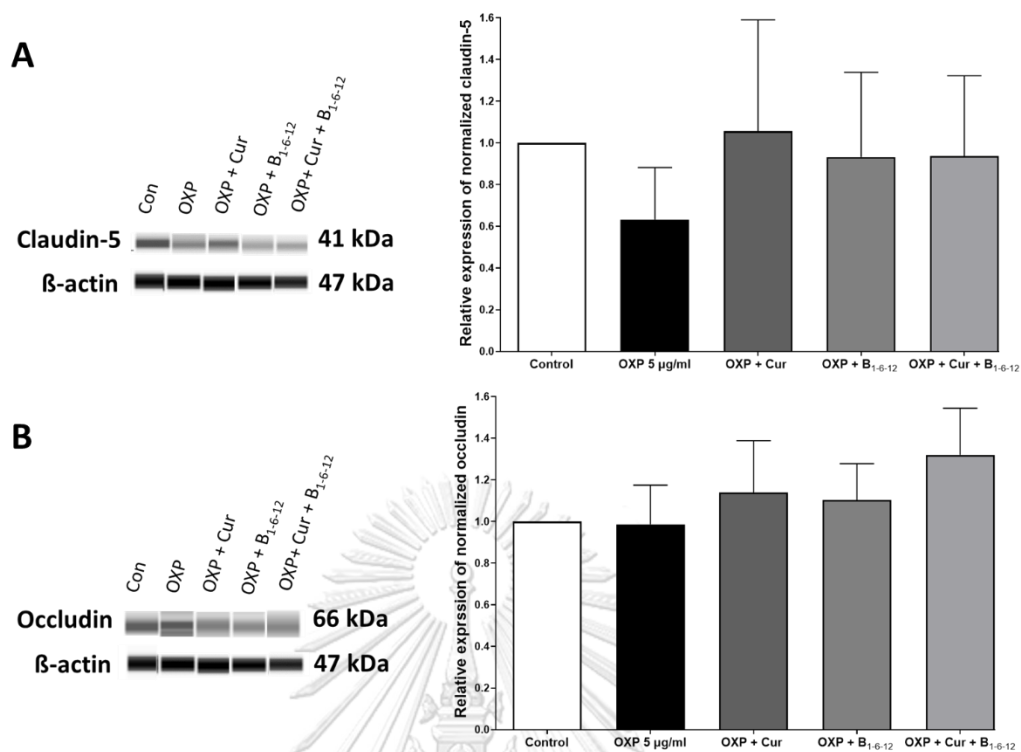 A
Con
OXP
OXP + Cur
OXP + B₁₋₆₋₁₂
OXP+ Cur + B₁₋₆₋₁₂
Claudin-5
41 kDa
ß-actin
47 kDa
Relative expression of normalized claudin-5
1.6
1.4
1.2
1.0
0.8
0.6
0.4
0.2
0.0
Control
OXP 5 µg/ml
OXP + Cur
OXP + B₁₋₆₋₁₂
OXP + Cur + B₁₋₆₋₁₂
B
Con
OXP
OXP + Cur
OXP + B₁₋₆₋₁₂
OXP+ Cur + B₁₋₆₋₁₂
Occludin
66 kDa
ß-actin
47 kDa
Relative exprssion of normalized occludin
1.6
1.4
1.2
1.0
0.8
0.6
0.4
0.2
0.0
Control
OXP 5 µg/ml
OXP + Cur
OXP + B₁₋₆₋₁₂
OXP + Cur + B₁₋₆₋₁₂